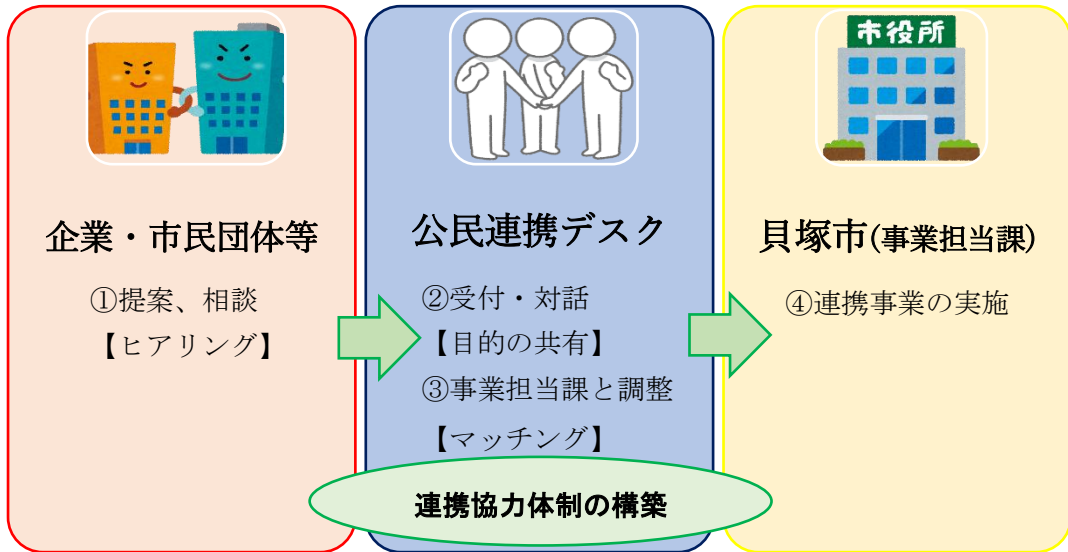 企業・市民団体等
①提案、相談
【ヒアリング】
公民連携デスク
②受付・対話
【目的の共有】
③事業担当課と調整
【マッチング】
市役所
貝塚市(事業担当課)
④連携事業の実施
連携協力体制の構築